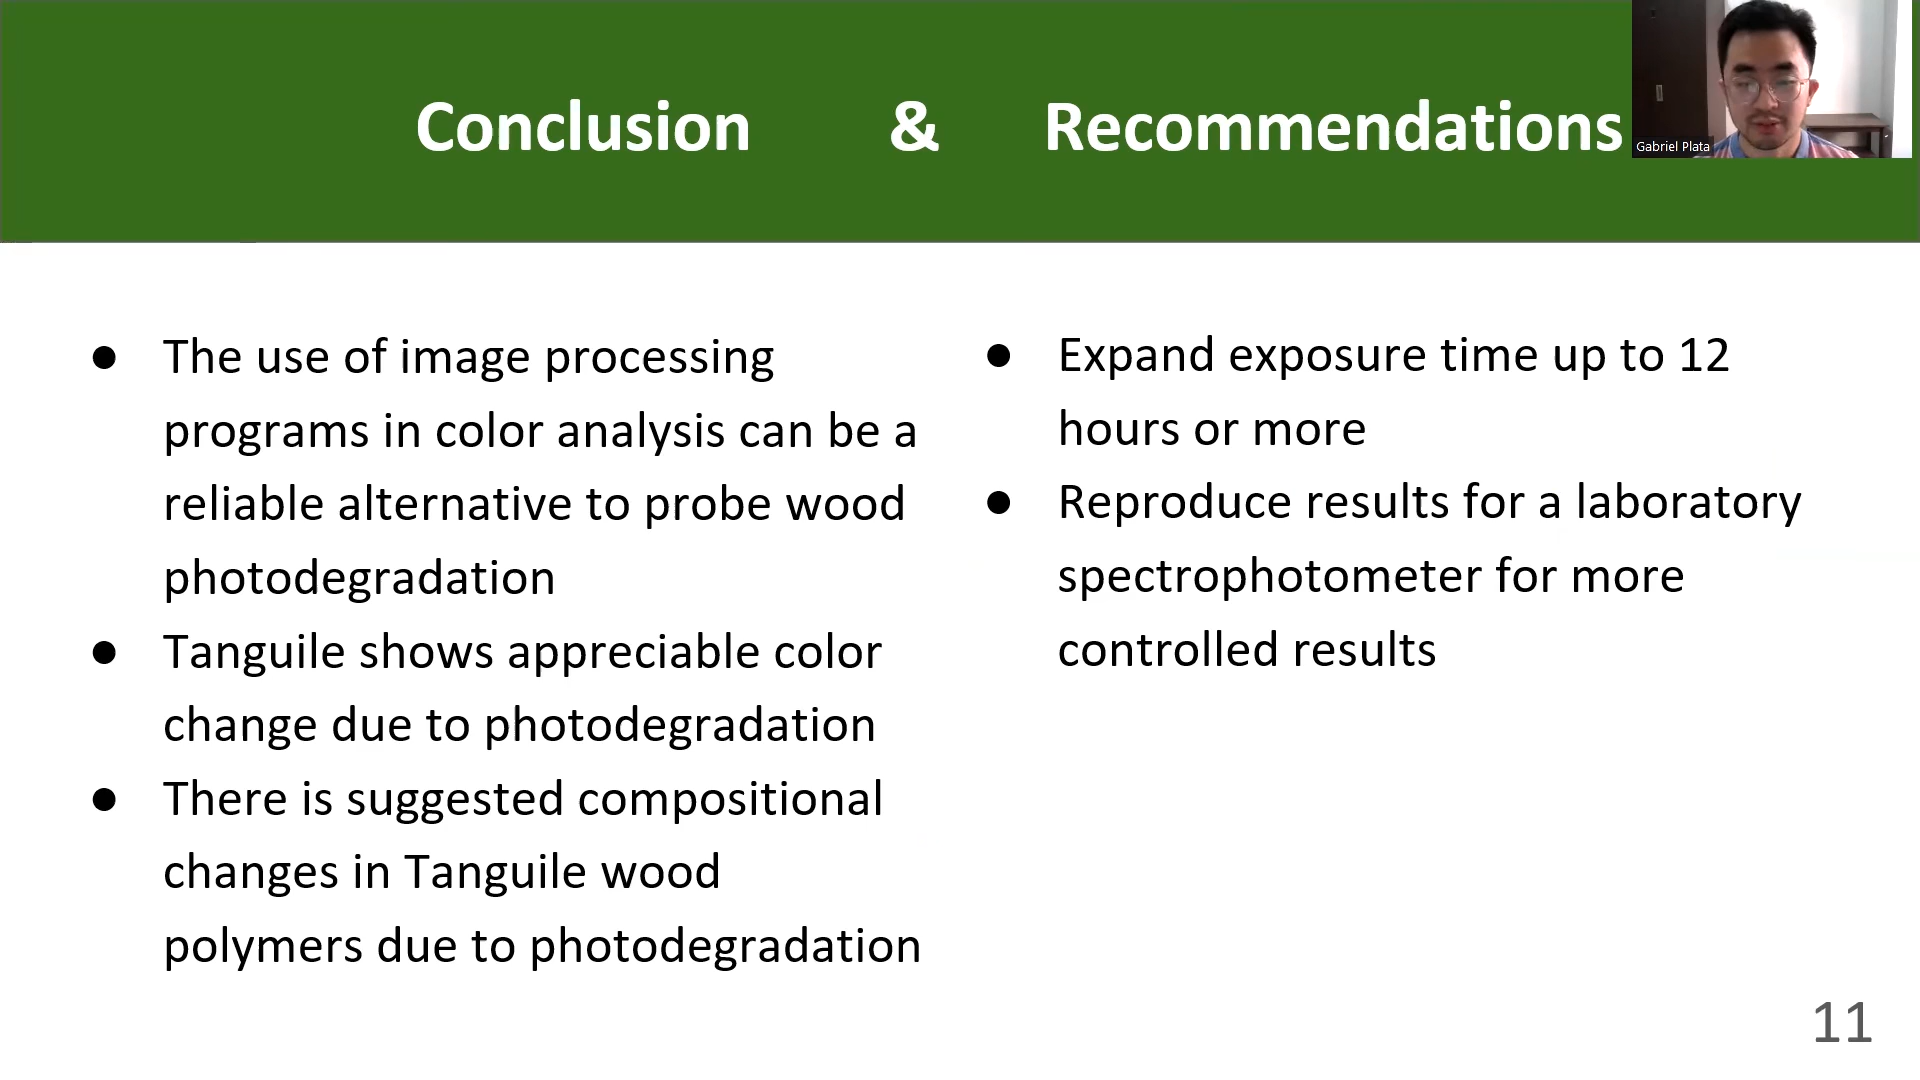 Conclusion & Recommendations
Gabriel Plata
● The use of image processing
programs in color analysis can be a
reliable alternative to probe wood
photodegradation
● Tanguile shows appreciable color
change due to photodegradation
● There is suggested compositional
changes in Tanguile wood
polymers due to photodegradation
● Expand exposure time up to 12
hours or more
● Reproduce results for a laboratory
spectrophotometer for more
controlled results
11